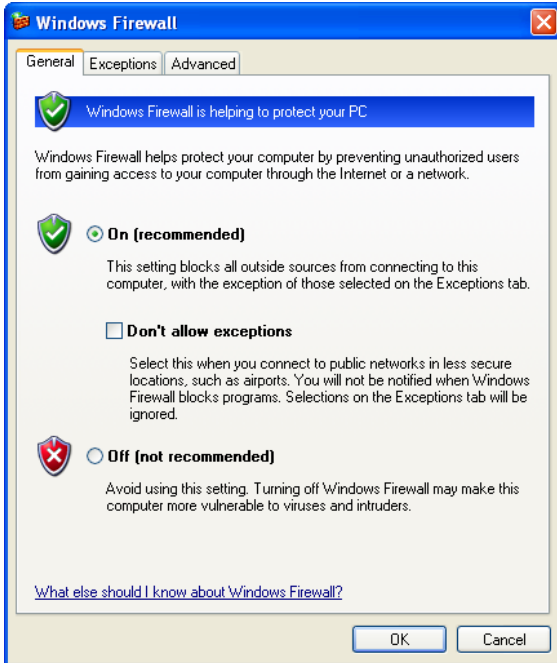 Windows Firewall
General Exceptions Advanced
Windows Firewall is helping to protect your PC
Windows Firewall helps protect your computer by preventing unauthorized users
from gaining access to your computer through the Internet or a network.
On (recommended)
This setting blocks all outside sources from connecting to this
computer, with the exception of those selected on the Exceptions tab.
Don't allow exceptions
Select this when you connect to public networks in less secure
locations, such as airports. You will not be notified when Windows
Firewall blocks programs. Selections on the Exceptions tab will be
ignored.
Off (not recommended)
Avoid using this setting. Turning off Windows Firewall may make this
computer more vulnerable to viruses and intruders.
What else should I know about Windows Firewall?
OK Cancel